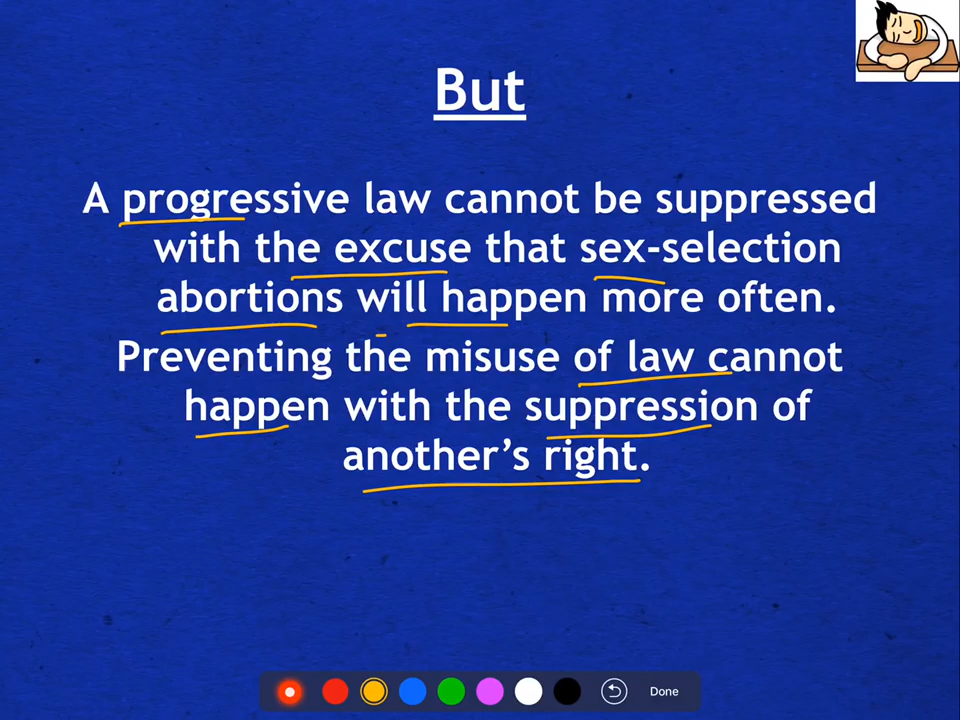 But
A progressive law cannot be suppressed
with the excuse that sex-selection
abortions will happen more often.
Preventing the misuse of law cannot
happen with the suppression of
another’s right.
Done